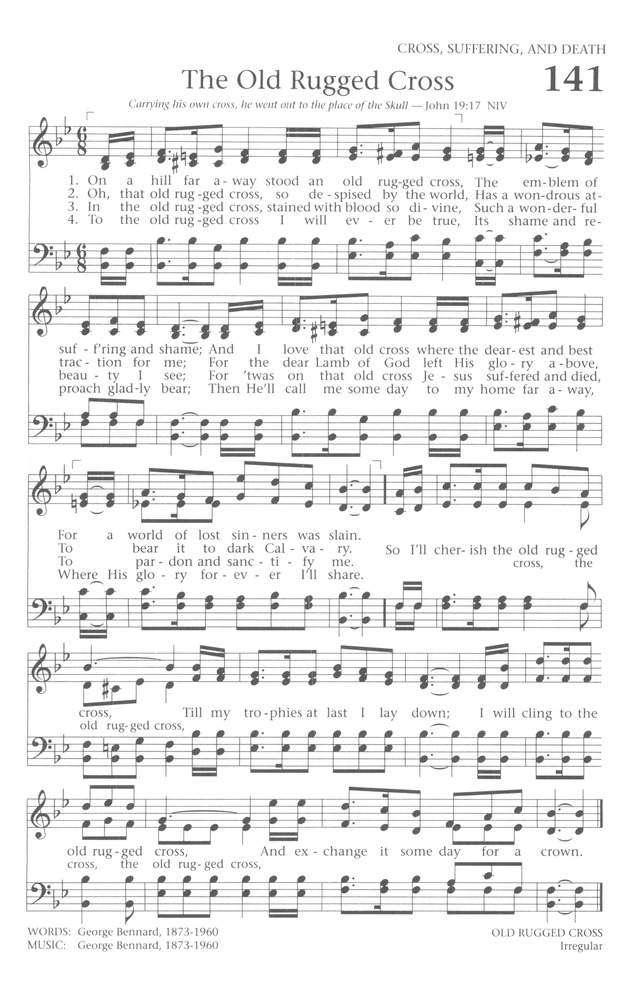 CROSS, SUFFERING, AND DEATH
The Old Rugged Cross 141
Carrying his own cross, he went out to the place of the Skull — John 19:17 NIV
1. On a hill far a-way stood an old rug-ged cross, The em-blem of
2. Oh, that old rug-ged cross, so de-spised by the world, Has a won-drous at-
3. In the old rug-ged cross, stained with blood so di-vine, Such a won-der-ful
4. To the old rug-ged cross I will ev-er be true, Its shame and re-
suf-f'ring and shame; And I love that old cross where the dear-est and best
trac-tion for me; For the dear Lamb of God left His glo-ry a-bove,
beau-ty I see; For 'twas on that old cross Je-sus suf-fered and died,
proach glad-ly bear; Then He'll call me some day to my home far a-way,
For a world of lost sin-ners was slain.
To bear it to dark Cal-va-ry. So I'll cher-ish the old rug-ged
To par-don and sanc-ti-fy me. cross, the
Where His glo-ry for-ev-er I'll share.
cross, Till my tro-phies at last I lay down; I will cling to the
old rug-ged cross,
old rug-ged cross, And ex-change it some day for a crown.
cross, the old rug-ged cross,
WORDS: George Bennard, 1873-1960 OLD RUGGED CROSS
MUSIC: George Bennard, 1873-1960 Irregular